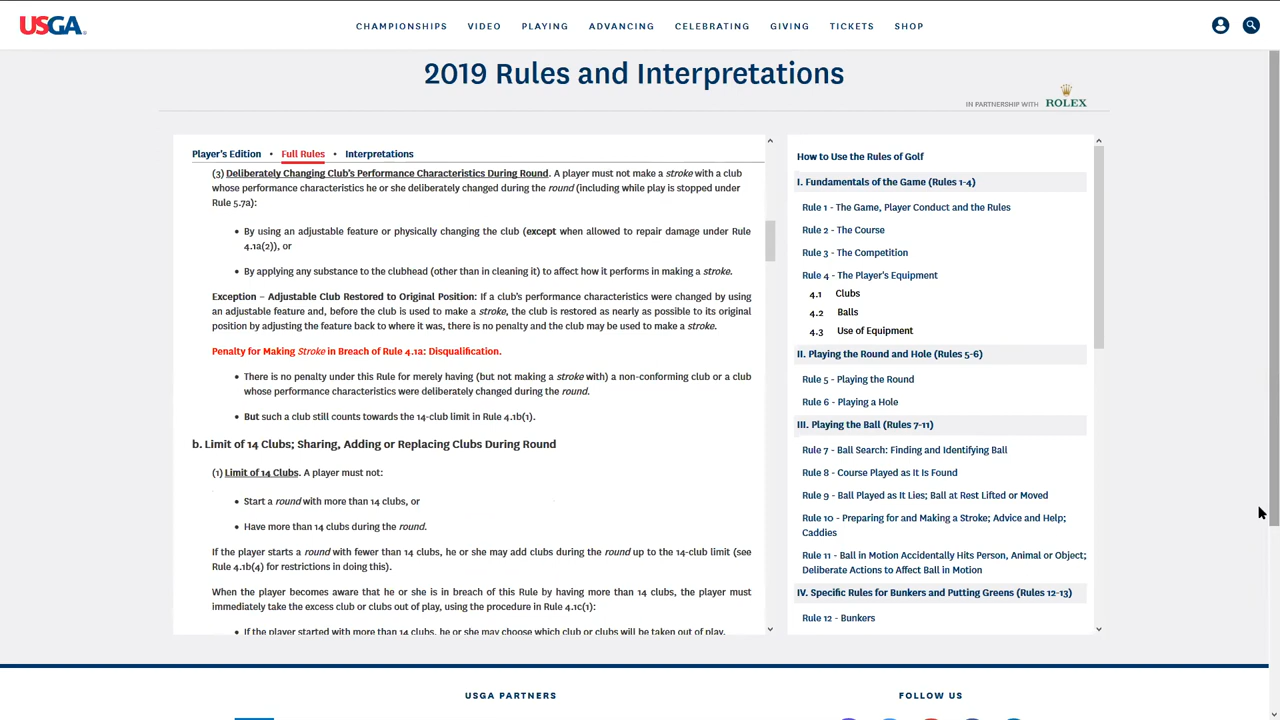 USGA
CHAMPIONSHIPS VIDEO PLAYING ADVANCING CELEBRATING GIVING TICKETS SHOP
2019 Rules and Interpretations
IN PARTNERSHIP WITH ROLEX
Player's Edition • Full Rules • Interpretations
(3) Deliberately Changing Club's Performance Characteristics During Round. A player must not make a stroke with a club
whose performance characteristics he or she deliberately changed during the round (including while play is stopped under
Rule 5.7a):
• By using an adjustable feature or physically changing the club (except when allowed to repair damage under Rule
4.1a(2)), or
• By applying any substance to the clubhead (other than in cleaning it) to affect how it performs in making a stroke.
Exception – Adjustable Club Restored to Original Position: If a club's performance characteristics were changed by using
an adjustable feature and, before the club is used to make a stroke, the club is restored as nearly as possible to its original
position by adjusting the feature back to where it was, there is no penalty and the club may be used to make a stroke.
Penalty for Making Stroke in Breach of Rule 4.1a: Disqualification.
• There is no penalty under this Rule for merely having (but not making a stroke with) a non-conforming club or a club
whose performance characteristics were deliberately changed during the round.
• But such a club still counts towards the 14-club limit in Rule 4.1b(1).
b. Limit of 14 Clubs; Sharing, Adding or Replacing Clubs During Round
(1) Limit of 14 Clubs. A player must not:
• Start a round with more than 14 clubs, or
• Have more than 14 clubs during the round.
If the player starts a round with fewer than 14 clubs, he or she may add clubs during the round up to the 14-club limit (see
Rule 4.1b(4) for restrictions in doing this).
When the player becomes aware that he or she is in breach of this Rule by having more than 14 clubs, the player must
immediately take the excess club or clubs out of play, using the procedure in Rule 4.1c(1):
• If the player started with more than 14 clubs, he or she may choose which club or clubs will be taken out of play.
How to Use the Rules of Golf
I. Fundamentals of the Game (Rules 1-4)
Rule 1 - The Game, Player Conduct and the Rules
Rule 2 - The Course
Rule 3 - The Competition
Rule 4 - The Player's Equipment
4.1 Clubs
4.2 Balls
4.3 Use of Equipment
II. Playing the Round and Hole (Rules 5-6)
Rule 5 - Playing the Round
Rule 6 - Playing a Hole
III. Playing the Ball (Rules 7-11)
Rule 7 - Ball Search: Finding and Identifying Ball
Rule 8 - Course Played as It Is Found
Rule 9 - Ball Played as It Lies; Ball at Rest Lifted or Moved
Rule 10 - Preparing for and Making a Stroke; Advice and Help;
Caddies
Rule 11 - Ball in Motion Accidentally Hits Person, Animal or Object;
Deliberate Actions to Affect Ball in Motion
IV. Specific Rules for Bunkers and Putting Greens (Rules 12-13)
Rule 12 - Bunkers
USGA PARTNERS
FOLLOW US